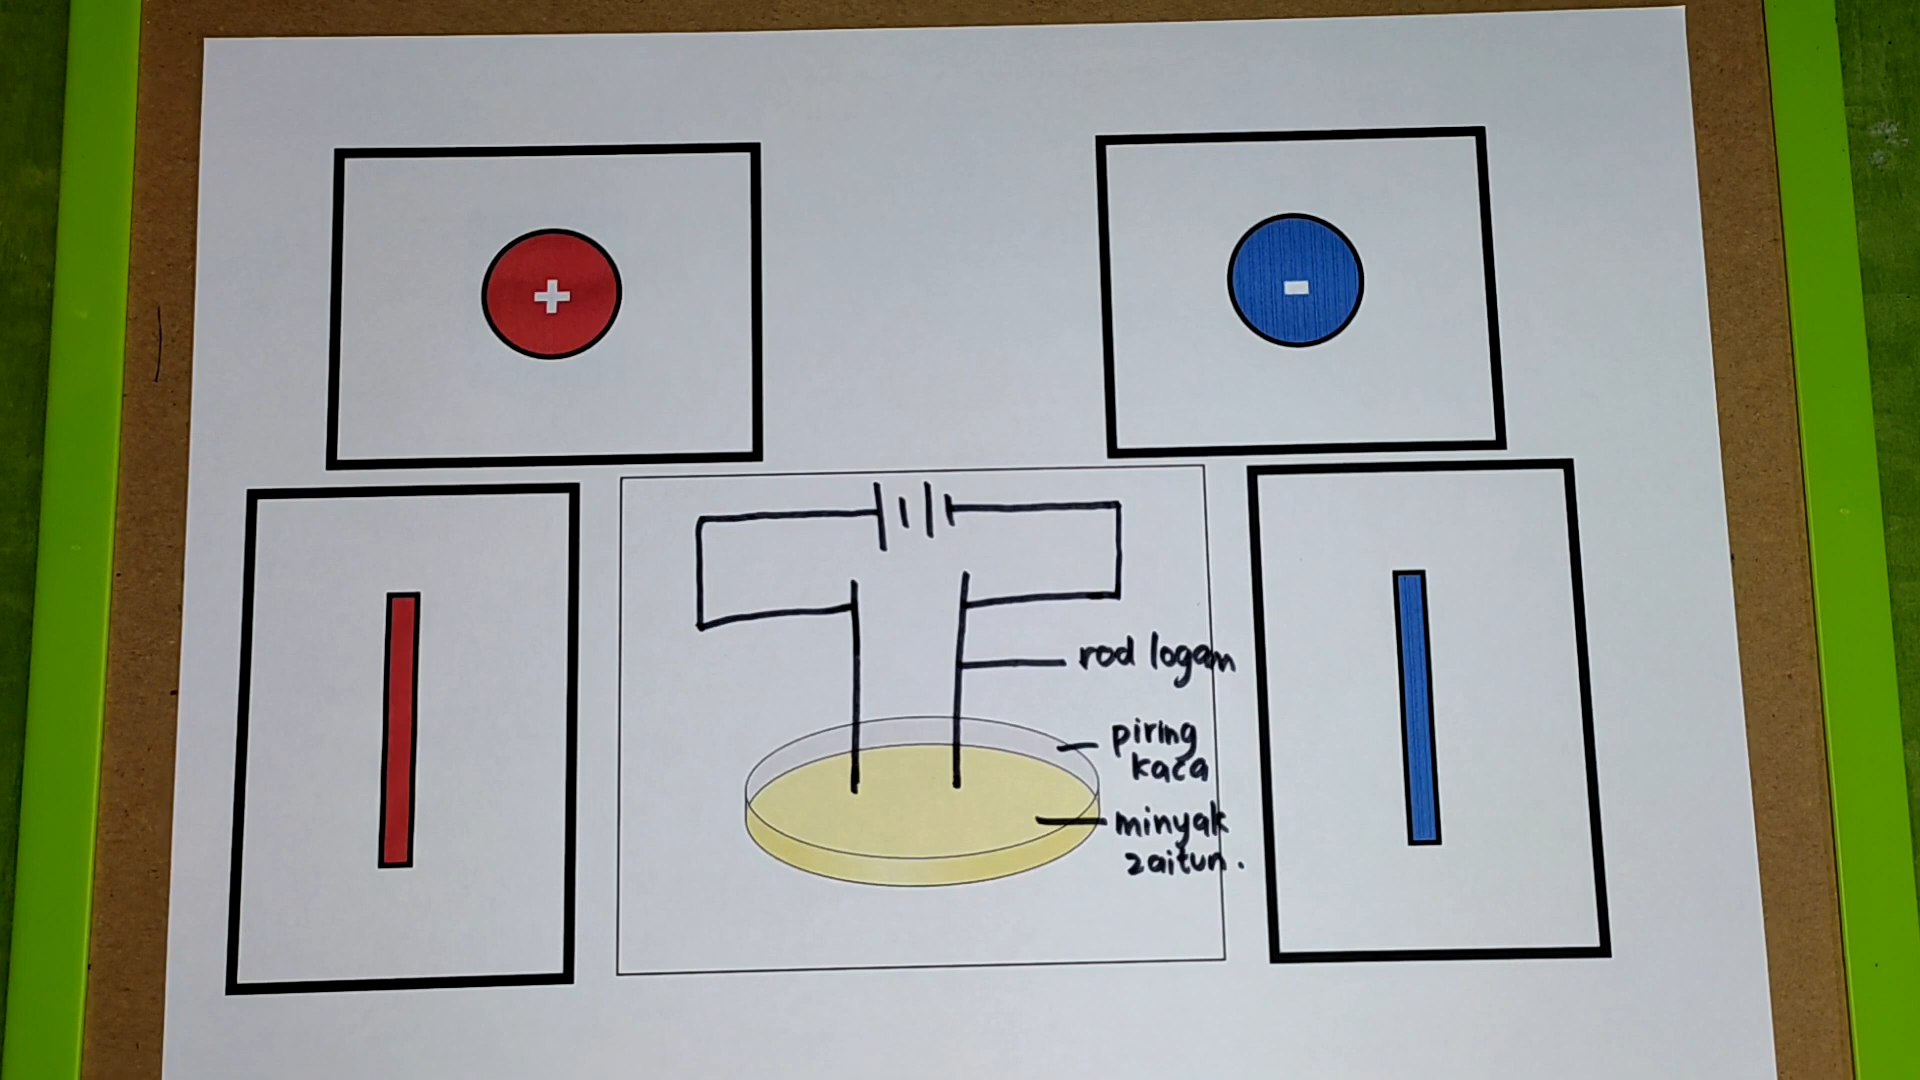 +
-
rod logam
piring
kaca
minyak
zaitun.